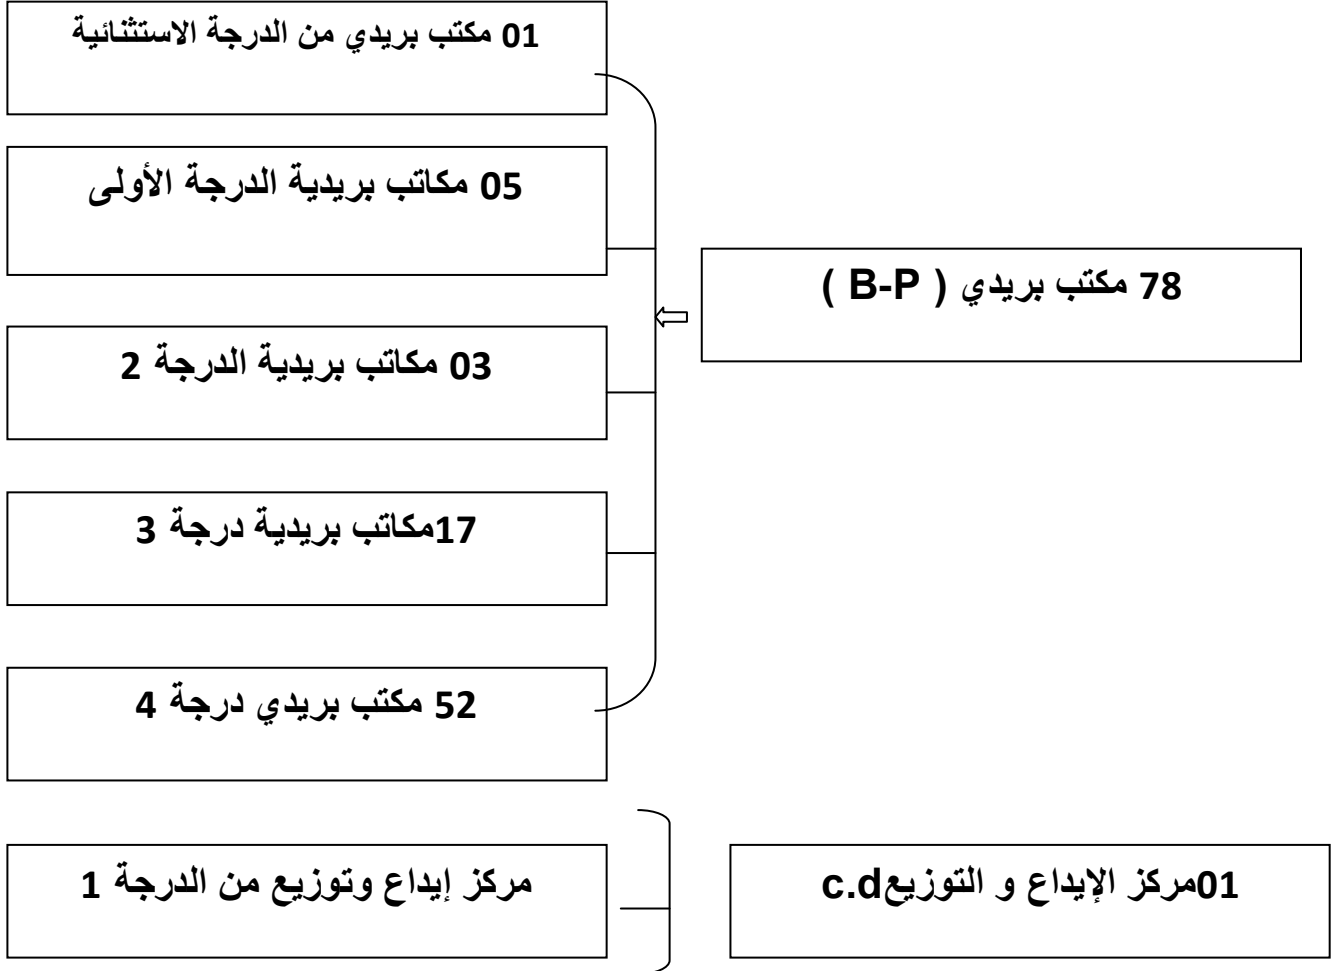 01 مكتب بريدي من الدرجة الاستثنائية
05 مكاتب بريدية الدرجة الأولى
78 مكتب بريدي ( B-P )
03 مكاتب بريدية الدرجة 2
17مكاتب بريدية درجة 3
52 مكتب بريدي درجة 4
01مركز الإيداع و التوزيعc.d
مركز إيداع وتوزيع من الدرجة 1